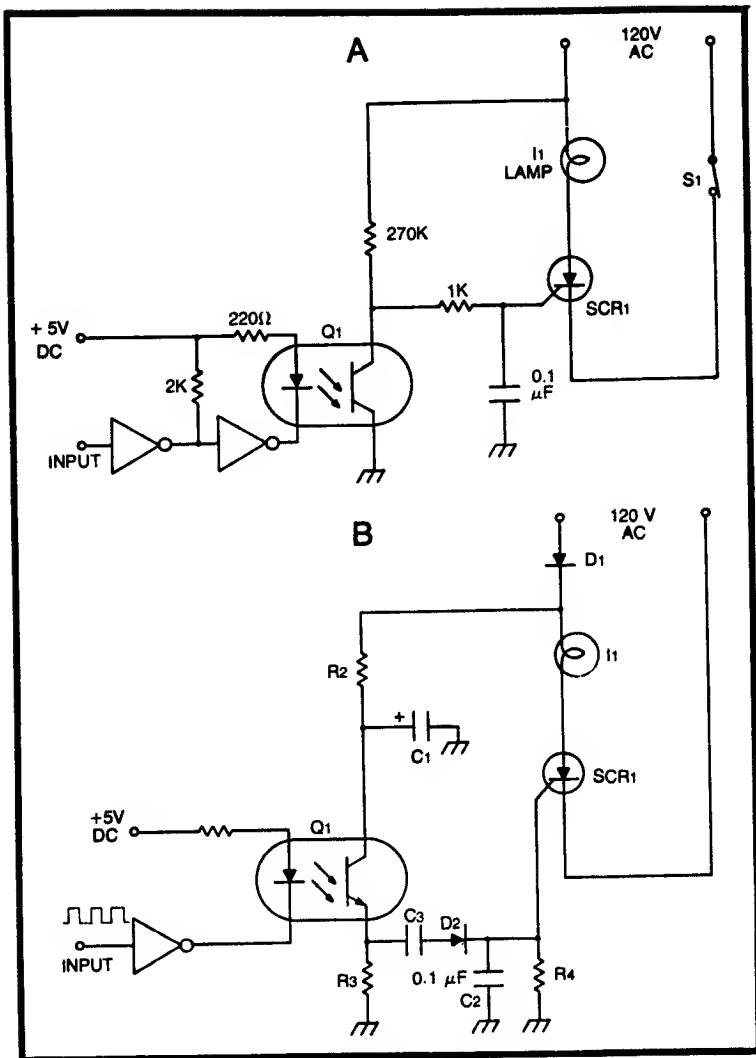 A
120V
AC
I1
LAMP
S1
270K
1K
SCR1
+ 5V
DC
220Ω
Q1
2K
0.1
µF
INPUT
B
120 V
AC
D1
R2
I1
+
C1
SCR1
+5V
DC
Q1
C3
D2
INPUT
R3
0.1 µF
C2
R4